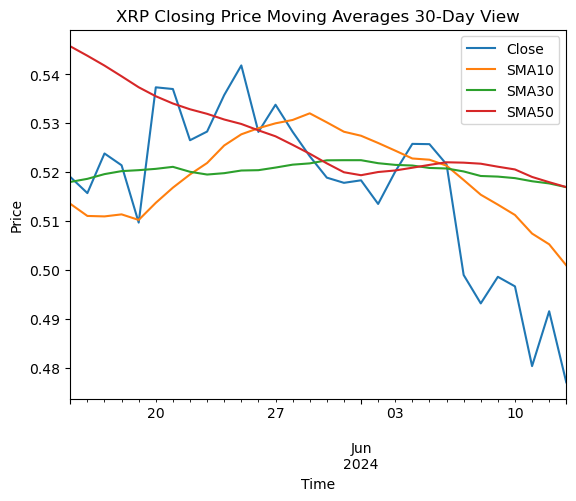 XRP Closing Price Moving Averages 30-Day View
Close
SMA10
SMA30
SMA50
Price
0.54
0.53
0.52
0.51
0.50
0.49
0.48
20
27
03
10
Jun
2024
Time